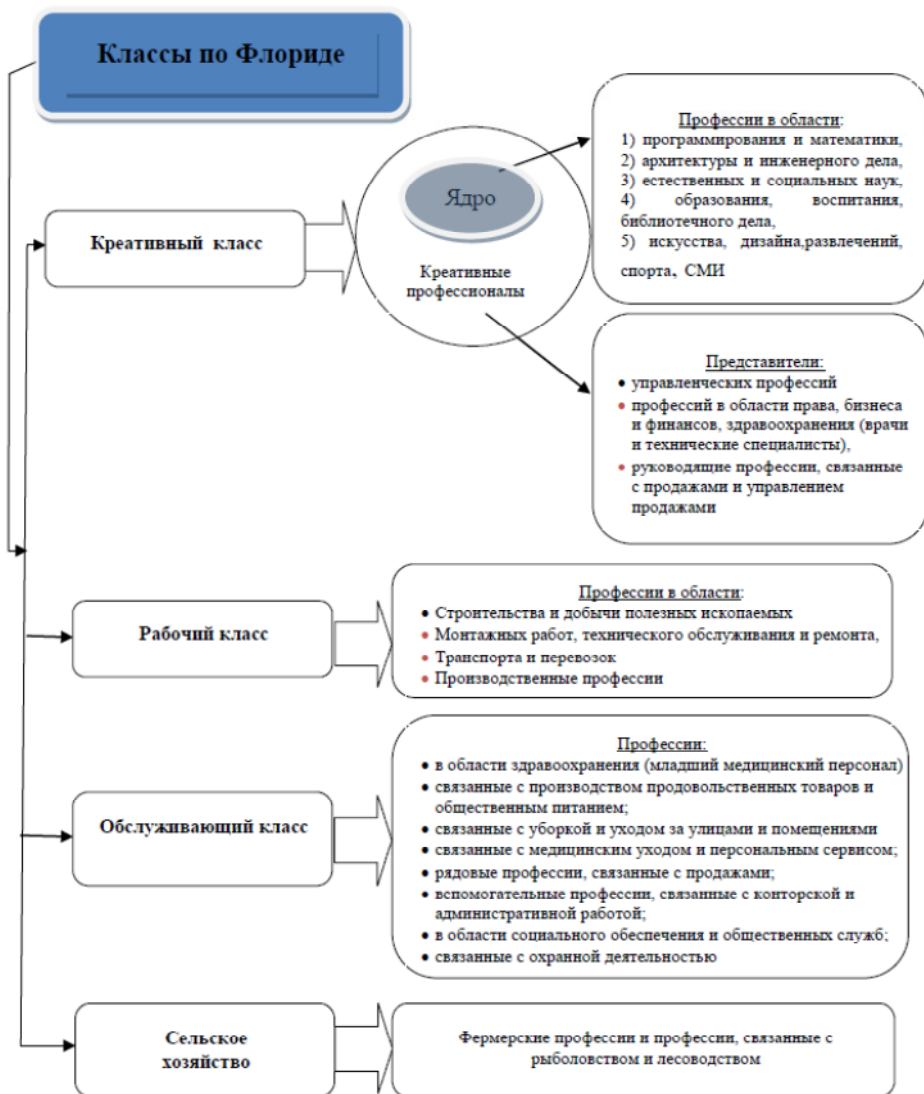 Классы по Флориде
Креативный класс
Ядро
Креативные
профессионалы
Профессии в области:
1) программирования и математики,
2) архитектуры и инженерного дела,
3) естественных и социальных наук,
4) образования, воспитания,
библиотечного дела,
5) искусства, дизайна,развлечений,
спорта, СМИ
Представители:
• управленческих профессий
• профессий в области права, бизнеса
и финансов, здравоохранения (врачи
и технические специалисты),
• руководящие профессии, связанные
с продажами и управлением
продажами
Рабочий класс
Профессии в области:
• Строительства и добычи полезных ископаемых
• Монтажных работ, технического обслуживания и ремонта,
• Транспорта и перевозок
• Производственные профессии
Обслуживающий класс
Профессии:
• в области здравоохранения (младший медицинский персонал)
• связанные с производством продовольственных товаров и
общественным питанием;
• связанные с уборкой и уходом за улицами и помещениями
• связанные с медицинским уходом и персональным сервисом;
• рядовые профессии, связанные с продажами;
• вспомогательные профессии, связанные с конторской и
административной работой;
• в области социального обеспечения и общественных служб;
• связанные с охранной деятельностью
Сельское
хозяйство
Фермерские профессии и профессии, связанные с
рыболовством и лесоводством